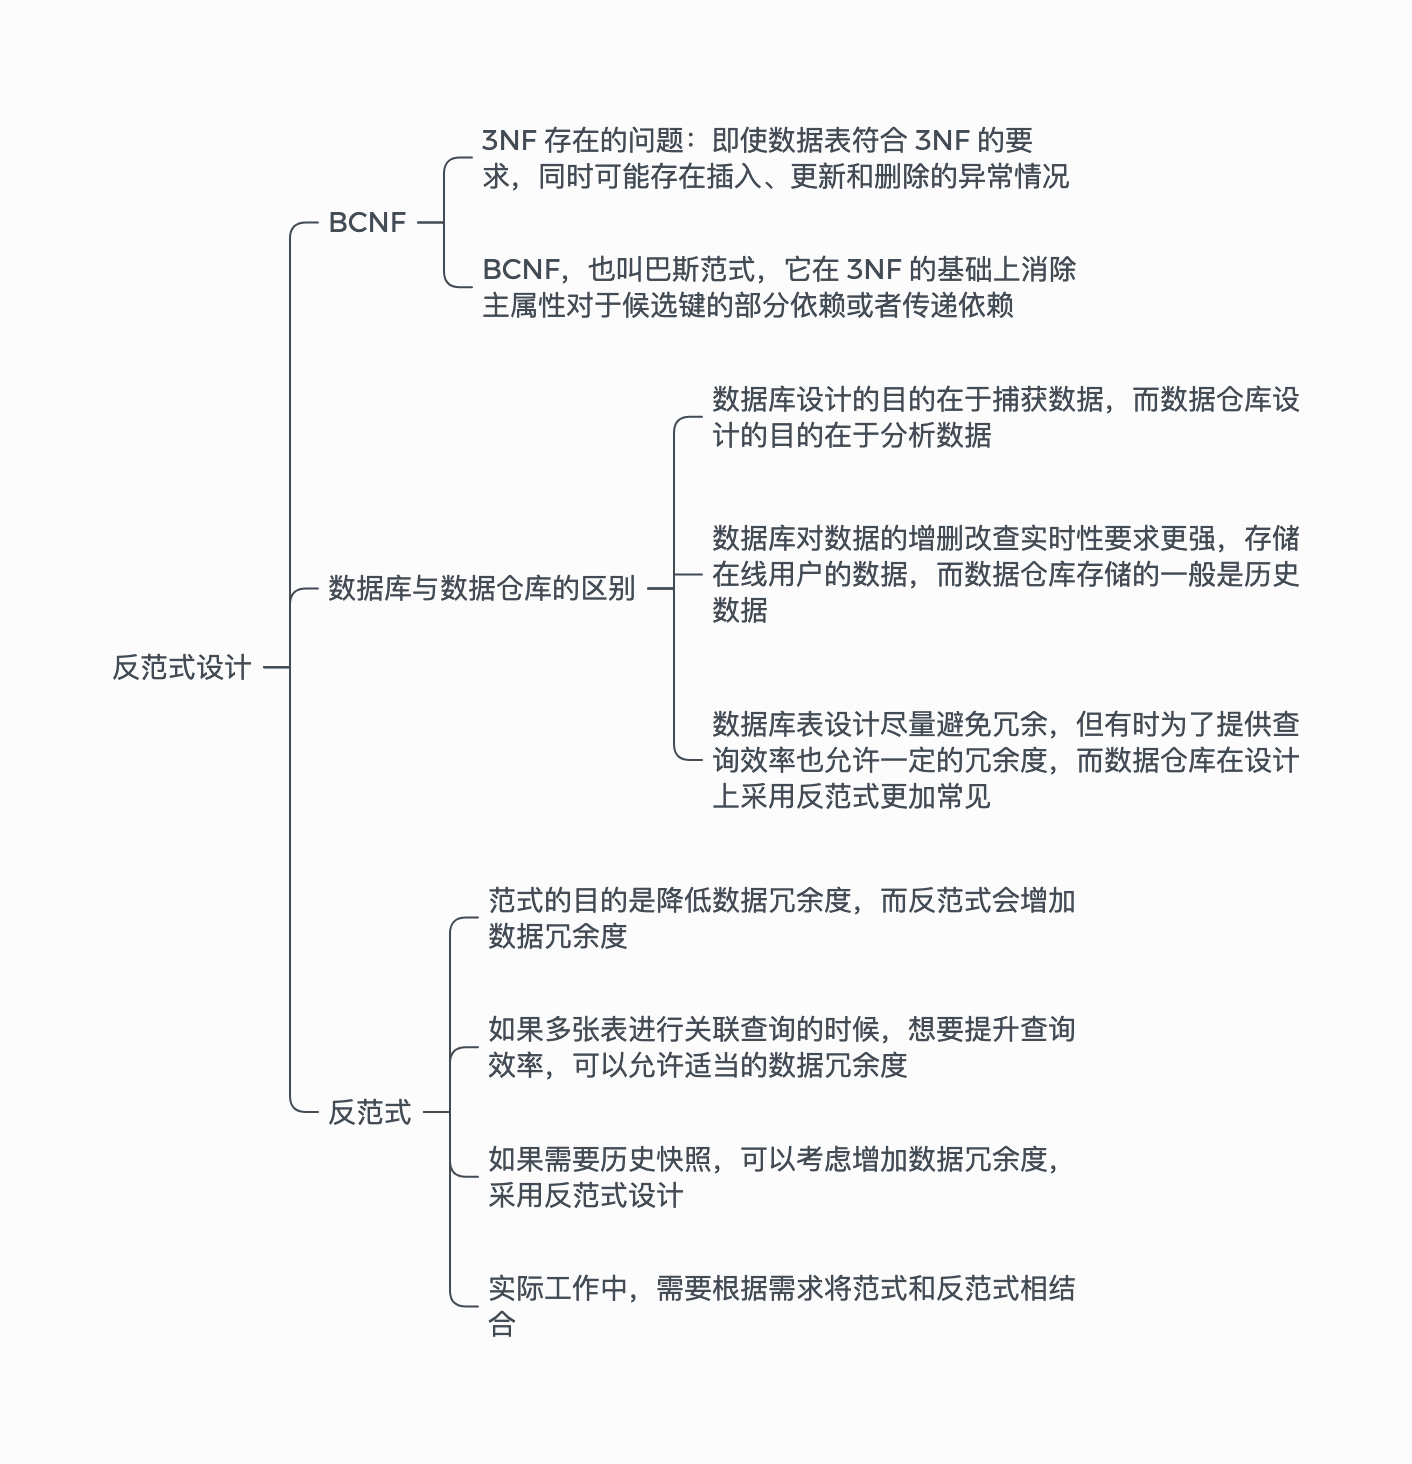 反范式设计
BCNF
3NF 存在的问题：即使数据表符合 3NF 的要
求，同时可能存在插入、更新和删除的异常情况
BCNF，也叫巴斯范式，它在 3NF 的基础上消除
主属性对于候选键的部分依赖或者传递依赖
数据库与数据仓库的区别
数据库设计的目的在于捕获数据，而数据仓库设
计的目的在于分析数据
数据库对数据的增删改查实时性要求更强，存储
在线用户的数据，而数据仓库存储的一般是历史
数据
数据库表设计尽量避免冗余，但有时为了提供查
询效率也允许一定的冗余度，而数据仓库在设计
上采用反范式更加常见
反范式
范式的目的是降低数据冗余度，而反范式会增加
数据冗余度
如果多张表进行关联查询的时候，想要提升查询
效率，可以允许适当的数据冗余度
如果需要历史快照，可以考虑增加数据冗余度，
采用反范式设计
实际工作中，需要根据需求将范式和反范式相结
合